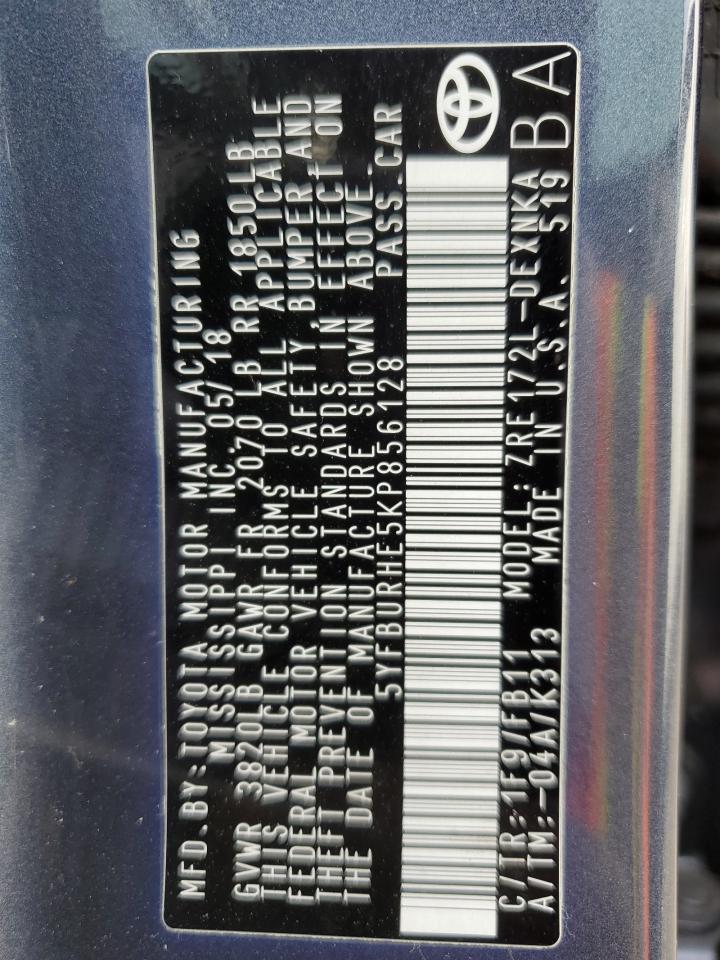 MFD.BY:TOYOTA MOTOR MANUFACTURING
MISSISSIPPI INC. 05/18
GVWR 3820LB GAWR FR 2070 LB RR 1850 LB
THIS VEHICLE CONFORMS TO ALL APPLICABLE
FEDERAL MOTOR VEHICLE SAFETY, BUMPER AND
THEFT PREVENTION STANDARDS IN EFFECT ON
THE DATE OF MANUFACTURE SHOWN ABOVE.
5YFBURHE5KP856128 PASS.CAR
C/TR: 1F9/FB11 MODEL: ZRE172L-DEXNKA
A/TM:-04A/K313 MADE IN U.S.A. 519
BA